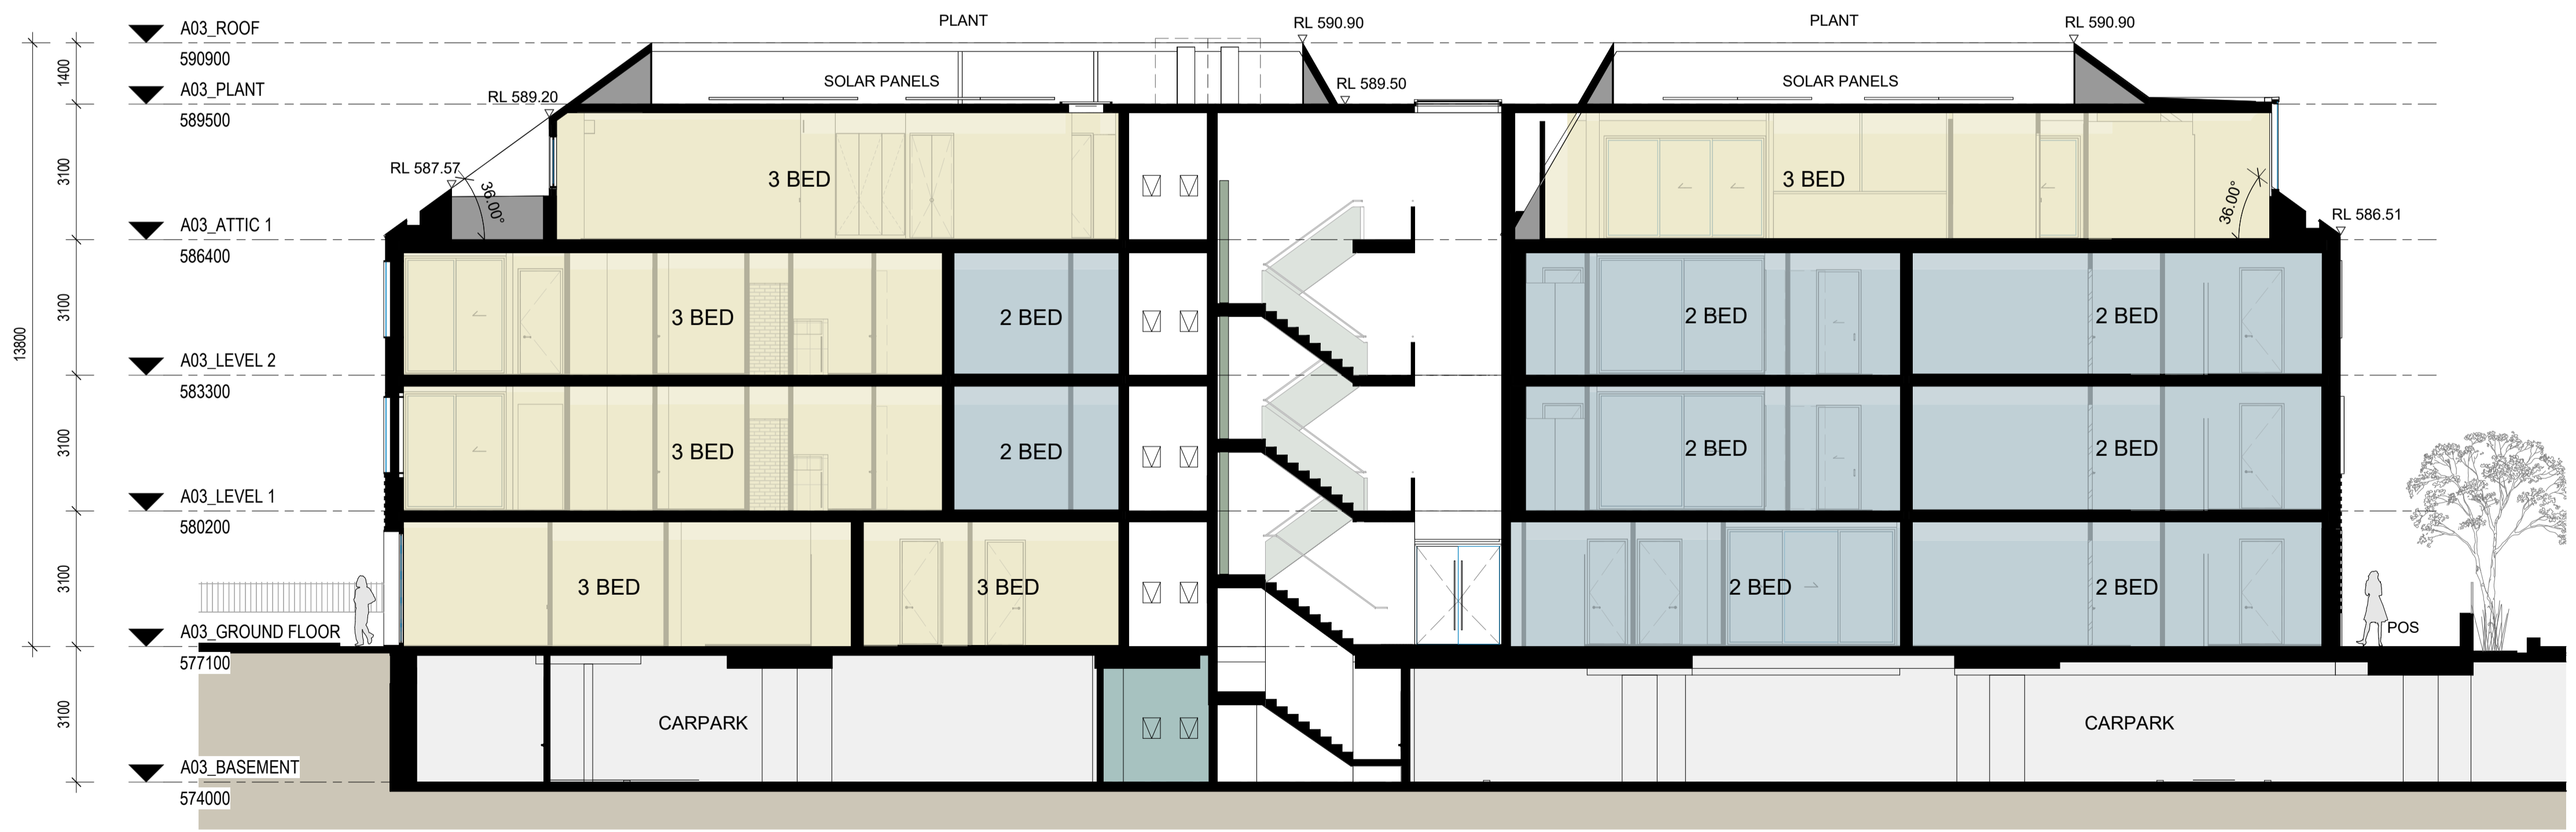 PLANT
RL 590.90
PLANT
RL 590.90
A03_ROOF
590900
1400
SOLAR PANELS
RL 589.50
SOLAR PANELS
A03_PLANT
589500
RL 589.20
3100
RL 587.57
36.00°
3 BED
3 BED
36.00°
RL 586.51
A03_ATTIC 1
586400
3100
3 BED
2 BED
2 BED
2 BED
13800
A03_LEVEL 2
583300
3100
3 BED
2 BED
2 BED
2 BED
A03_LEVEL 1
580200
3100
3 BED
3 BED
2 BED
2 BED
A03_GROUND FLOOR
577100
POS
3100
CARPARK
CARPARK
A03_BASEMENT
574000